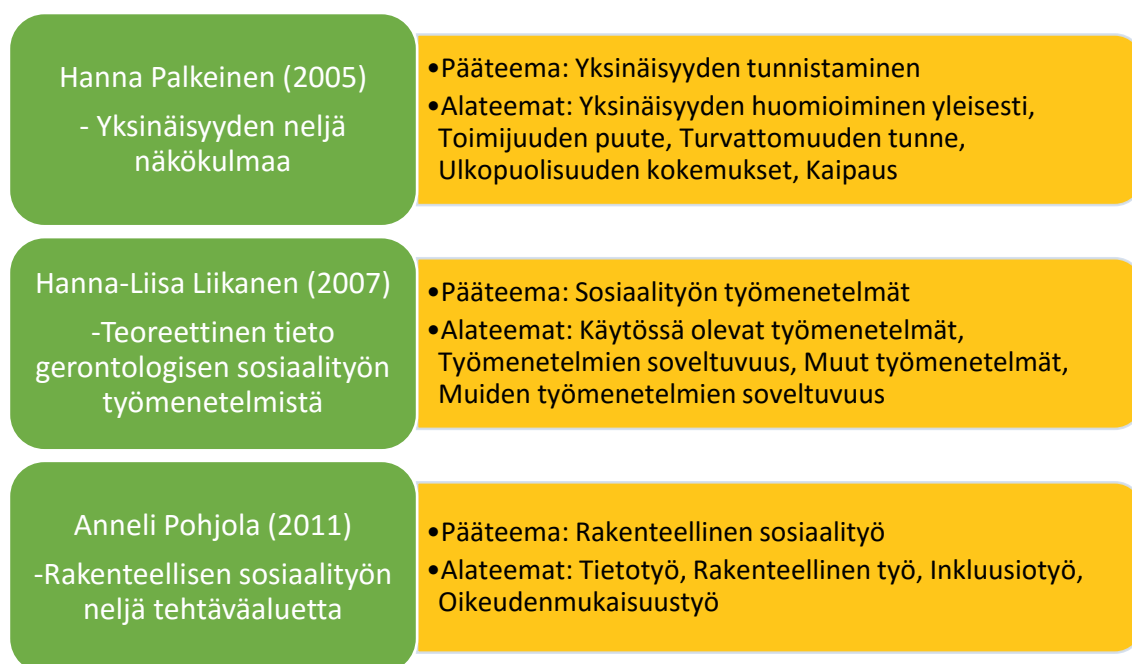 Hanna Palkeinen (2005)
- Yksinäisyyden neljä
näkökulmaa
•Pääteema: Yksinäisyyden tunnistaminen
•Alateemat: Yksinäisyyden huomioiminen yleisesti,
Toimijuuden puute, Turvattomuuden tunne,
Ulkopuolisuuden kokemukset, Kaipaus
Hanna-Liisa Liikanen (2007)
-Teoreettinen tieto
gerontologisen sosiaalityön
työmenetelmistä
•Pääteema: Sosiaalityön työmenetelmät
•Alateemat: Käytössä olevat työmenetelmät,
Työmenetelmien soveltuvuus, Muut työmenetelmät,
Muiden työmenetelmien soveltuvuus
Anneli Pohjola (2011)
-Rakenteellisen sosiaalityön
neljä tehtäväaluetta
•Pääteema: Rakenteellinen sosiaalityö
•Alateemat: Tietotyö, Rakenteellinen työ, Inkluusiotyö,
Oikeudenmukaisuustyö